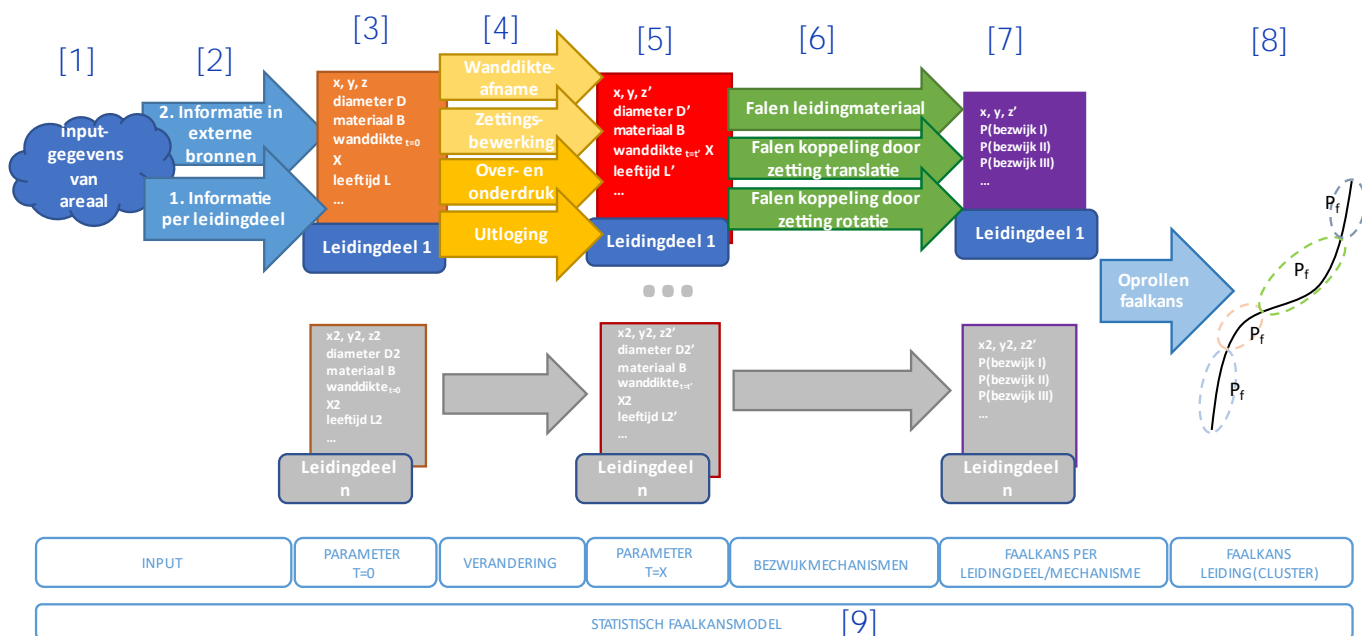 [1]
[2]
[3]
[4]
[5]
[6]
[7]
[8]
input-
gegevens
van
areaal
2. Informatie in
externe
bronnen
1. Informatie
per leidingdeel
x, y, z
diameter D
materiaal B
wanddikte t=0
X
leeftijd L
...
Leidingdeel 1
Wanddikte-
afname
Zettings-
bewerking
Over- en
onderdruk
UItloging
x, y, z'
diameter D'
materiaal B
wanddikte t=t' X
leeftijd L'
...
Leidingdeel 1
Falen leidingmateriaal
Falen koppeling door
zetting translatie
Falen koppeling door
zetting rotatie
x, y, z'
P(bezwijk I)
P(bezwijk II)
P(bezwijk III)
...
Leidingdeel 1
Oprollen
faalkans
Pf
Pf
Pf
Pf
...
x2, y2, z2
diameter D2
materiaal B
wanddikte t=0
X2
leeftijd L2
...
Leidingdeel
n
x2, y2, z2'
diameter D2'
materiaal B
wanddikte t=t'
X2
leeftijd L2'
...
Leidingdeel
n
x2, y2, z2'
P(bezwijk I)
P(bezwijk II)
P(bezwijk III)
...
Leidingdeel
n
INPUT
PARAMETER
T=0
VERANDERING
PARAMETER
T=X
BEZWIJKMECHANISMEN
FAALKANS PER
LEIDINGDEEL/MECHANISME
FAALKANS
LEIDING(CLUSTER)
STATISTISCH FAALKANSMODEL [9]